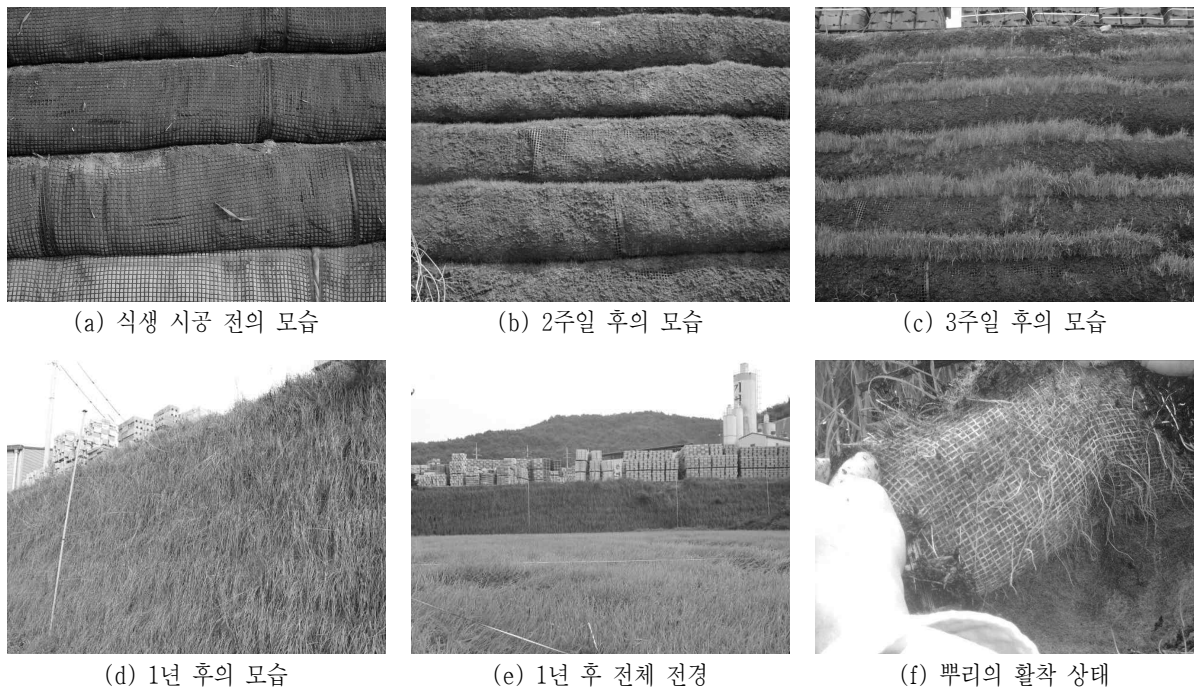 (a) 식생 시공 전의 모습
(b) 2주일 후의 모습
(c) 3주일 후의 모습
(d) 1년 후의 모습
(e) 1년 후 전체 전경
(f) 뿌리의 활착 상태